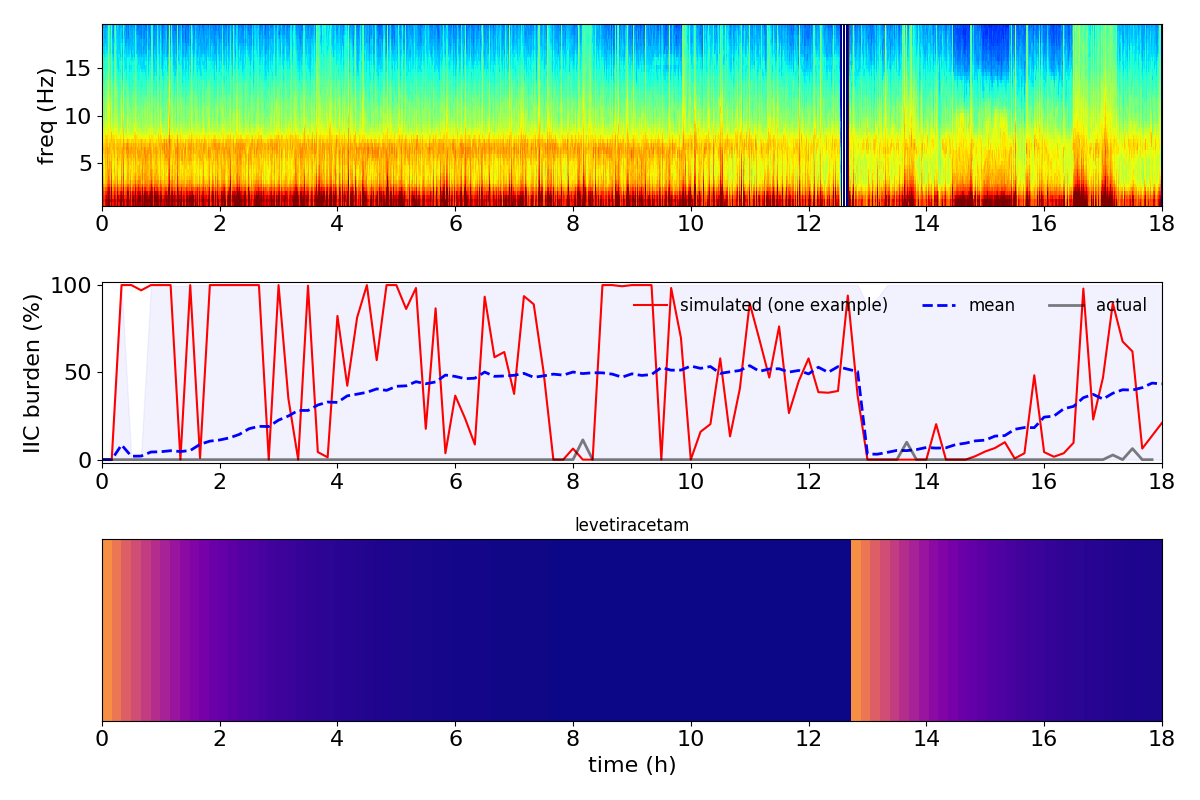 freq (Hz)
15
10
5
0 2 4 6 8 10 12 14 16 18
IIC burden (%)
100
50
0
simulated (one example) mean actual
0 2 4 6 8 10 12 14 16 18
levetiracetam
0 2 4 6 8 10 12 14 16 18
time (h)